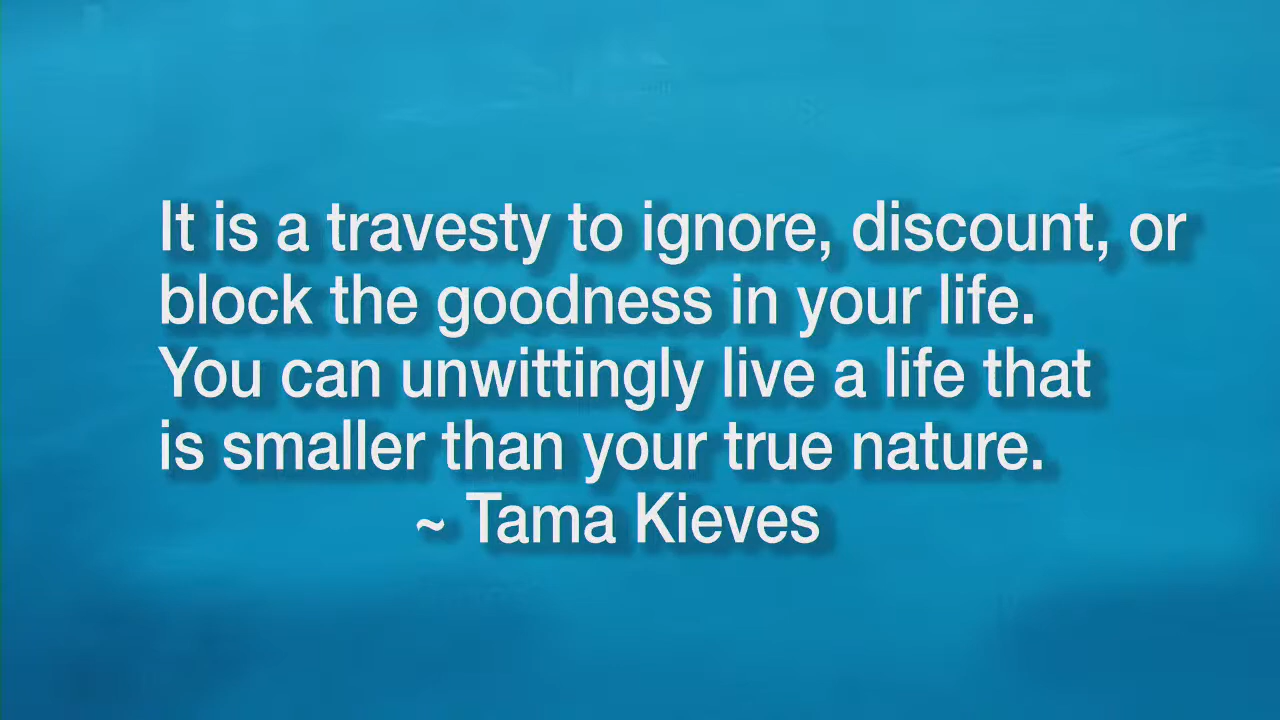 It is a travesty to ignore, discount, or
block the goodness in your life.
You can unwittingly live a life that
is smaller than your true nature.
~ Tama Kieves